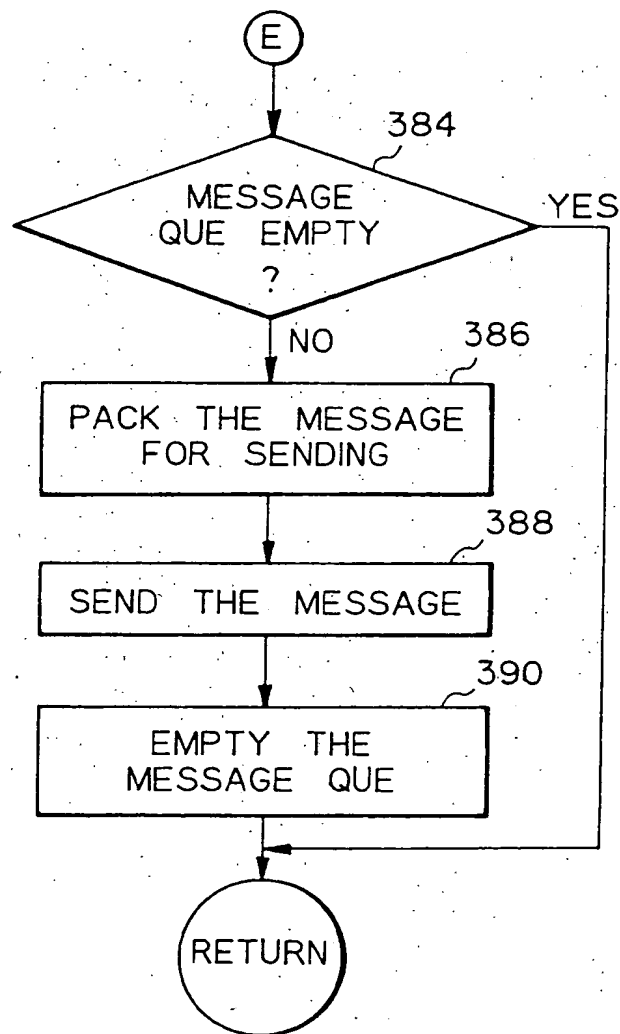 E
384
MESSAGE
QUE EMPTY
?
YES
NO
386
PACK THE MESSAGE
FOR SENDING
388
SEND THE MESSAGE
390
EMPTY THE
MESSAGE QUE
RETURN